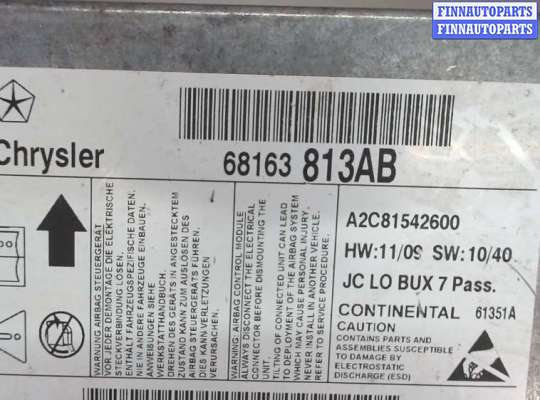 FINNAUTOPARTS
FINNAUTOPARTS
FINNAUTOPARTS
Chrysler
68163 813AB
WARNUNG: AIRBAG STEUERGERÄT
VOR JEDER DEMONTAGE DIE ELEKTRISCHE
STECKVERBINDUNG LÖSEN.
ENTHÄLT FAHRZEUGSPEZIFISCHE DATEN.
NIE IN ANDERE FAHRZEUGE EINBAUEN.
ANWEISUNGEN SIEHE
WERKSTATTHANDBUCH.
DREHEN DES GERÄTS IN ANGESTECKTEM
ZUSTAND KANN ZUM AUSLÖSEN DES
AIRBAG STEUERGERÄTS FÜHREN.
DIES KANN VERLETZUNGEN
VERURSACHEN.
WARNING: AIRBAG CONTROL MODULE
ALWAYS DISCONNECT THE ELECTRICAL
CONNECTOR BEFORE DISMOUNTING THE
UNIT.
TILTING OF CONNECTED UNIT CAN LEAD
TO DEPLOYMENT OF THE AIRBAG SYSTEM
WHICH MAY CAUSE PERSONAL INJURY.
NEVER INSTALL IN ANOTHER VEHICLE.
REFER TO SERVICE PROCEDURE.
A2C81542600
HW:11/09 SW:10/40
JC LO BUX 7 Pass.
CONTINENTAL 61351A
CAUTION
CONTAINS PARTS AND
ASSEMBLIES SUSCEPTIBLE
TO DAMAGE BY
ELECTROSTATIC
DISCHARGE (ESD)